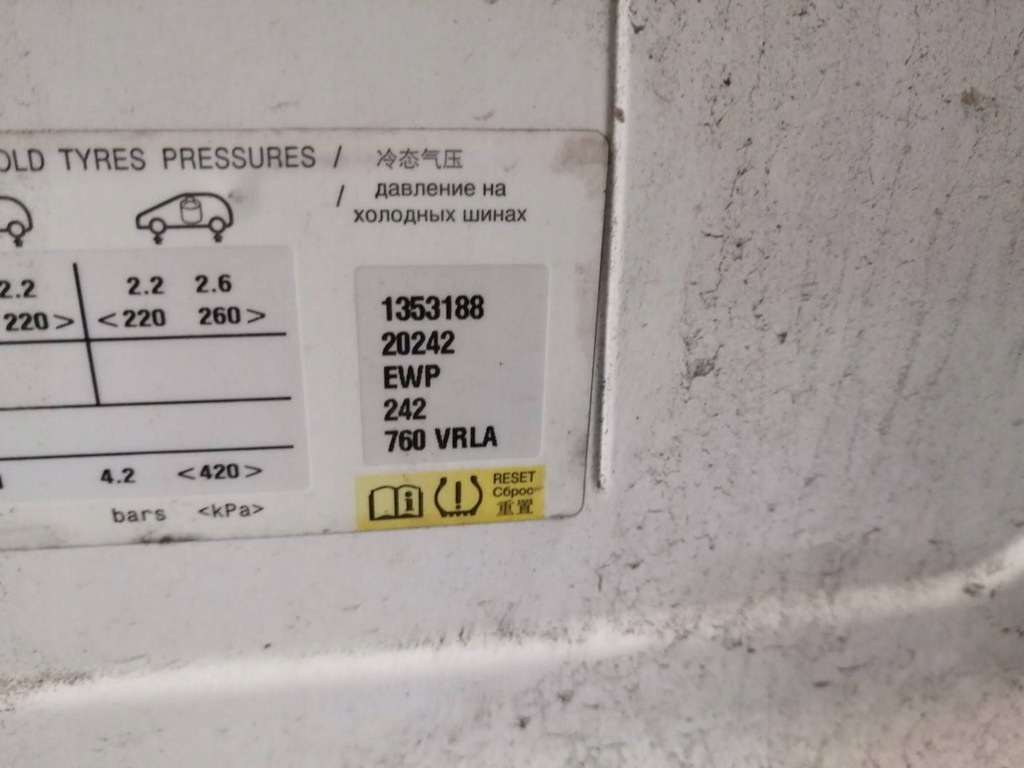 OLD TYRES PRESSURES / 冷态气压
/ давление на
холодных шинах
2.2 2.2 2.6
220> <220 260>
4.2 <420>
bars <kPa>
1353188
20242
EWP
242
760 VRLA
RESET
Сброс
重置